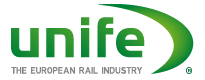 unife
THE EUROPEAN RAIL INDUSTRY ®